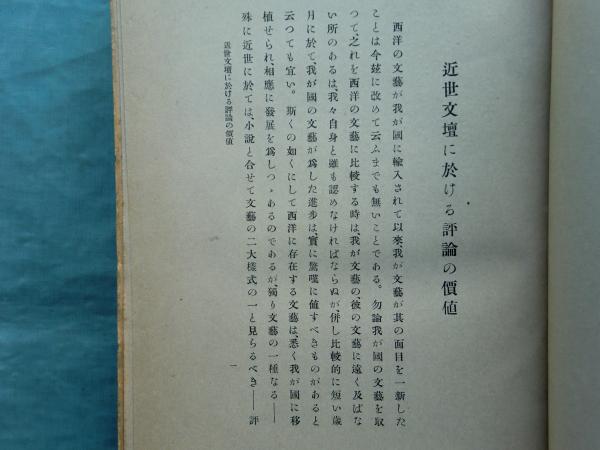 近世文壇に於ける評論の價値
西洋の文藝が我が國に輸入されて以來、我が文藝が其の面目を一新した
ことは今玆に改めて云ふまでも無いことである。勿論我が國の文藝を取
つて、之れを西洋の文藝に比較する時は、我が文藝の、彼の文藝に遠く及ばな
い所のあるは、我々自身と雖も認めなければならぬが、併し比較的に短い歲
月に於て、我が國の文藝が爲した進步は、實に驚嘆に値すべきものがあると
云つても宜い。斯くの如くにして西洋に存在する文藝は、悉く我が國に移
植せられ、相應に發展を爲しつゝあるのであるが、獨り文藝の一種なる――
殊に近世に於ては、小說と合せて文藝の二大樣式の一と見らるべき――評
近世文壇に於ける評論の價値
一